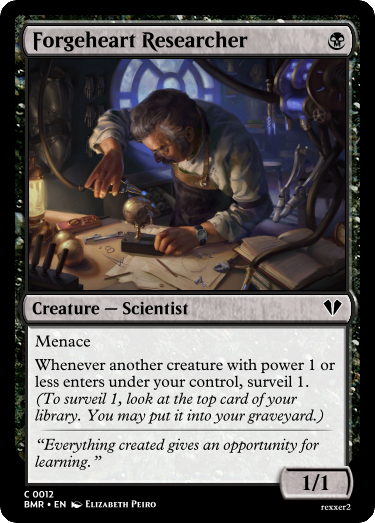 Forgeheart Researcher
Creature — Scientist
Menace
Whenever another creature with power 1 or
less enters under your control, surveil 1.
(To surveil 1, look at the top card of your
library. You may put it into your graveyard.)
“Everything created gives an opportunity for
learning.”
1/1
C 0012
BMR • EN Elizabeth Peiro
rexxer2